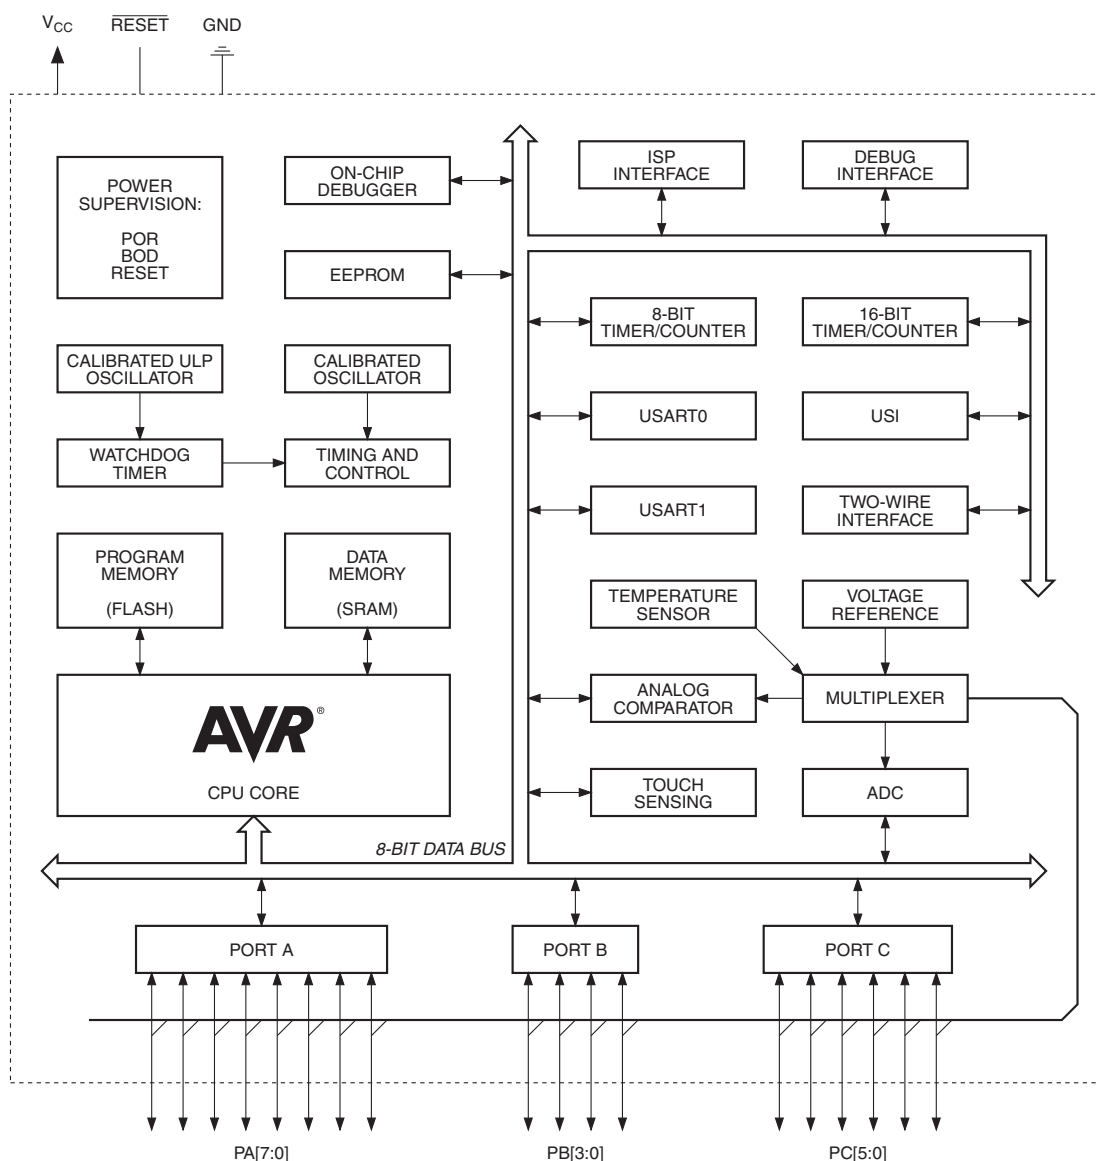 VCC
RESET
GND
POWER
SUPERVISION:
POR
BOD
RESET
ON-CHIP
DEBUGGER
ISP
INTERFACE
DEBUG
INTERFACE
EEPROM
8-BIT
TIMER/COUNTER
16-BIT
TIMER/COUNTER
CALIBRATED ULP
OSCILLATOR
CALIBRATED
OSCILLATOR
USART0
USI
WATCHDOG
TIMER
TIMING AND
CONTROL
USART1
TWO-WIRE
INTERFACE
PROGRAM
MEMORY
(FLASH)
DATA
MEMORY
(SRAM)
TEMPERATURE
SENSOR
VOLTAGE
REFERENCE
AVR®
CPU CORE
ANALOG
COMPARATOR
MULTIPLEXER
TOUCH
SENSING
ADC
8-BIT DATA BUS
PORT A
PORT B
PORT C
PA[7:0]
PB[3:0]
PC[5:0]